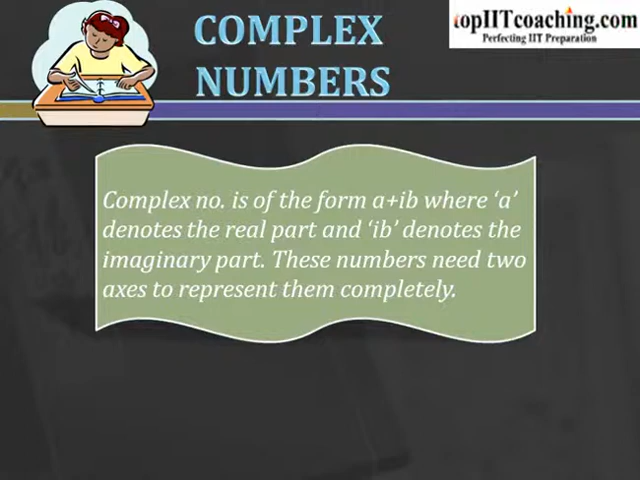 COMPLEX
NUMBERS
topIITcoaching.com
Perfecting IIT Preparation
Complex no. is of the form a+ib where ‘a’
denotes the real part and ‘ib’ denotes the
imaginary part. These numbers need two
axes to represent them completely.